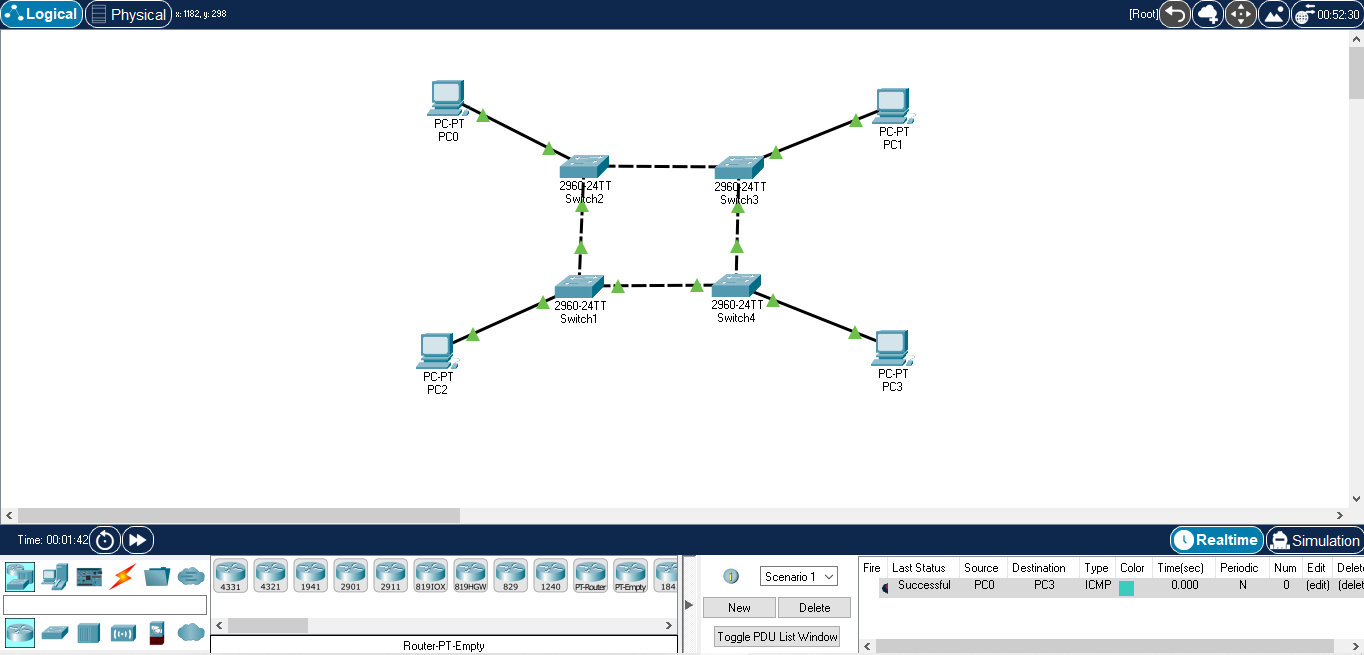 Logical
Physical
x: 1182, y: 298
[Root]
00:52:30
PC-PT
PC0
PC-PT
PC1
2960-24TT
Switch2
2960-24TT
Switch3
2960-24TT
Switch1
2960-24TT
Switch4
PC-PT
PC2
PC-PT
PC3
Time: 00:01:42
Realtime
Simulation
4331
4321
1941
2901
2911
819IOX
819HGW
829
1240
PT-Router
PT-Empty
184
Router-PT-Empty
Scenario 1
New
Delete
Toggle PDU List Window
Fire Last Status Source Destination Type Color Time(sec) Periodic Num Edit Delet
Successful PC0 PC3 ICMP 0.000 N 0 (edit) (delet